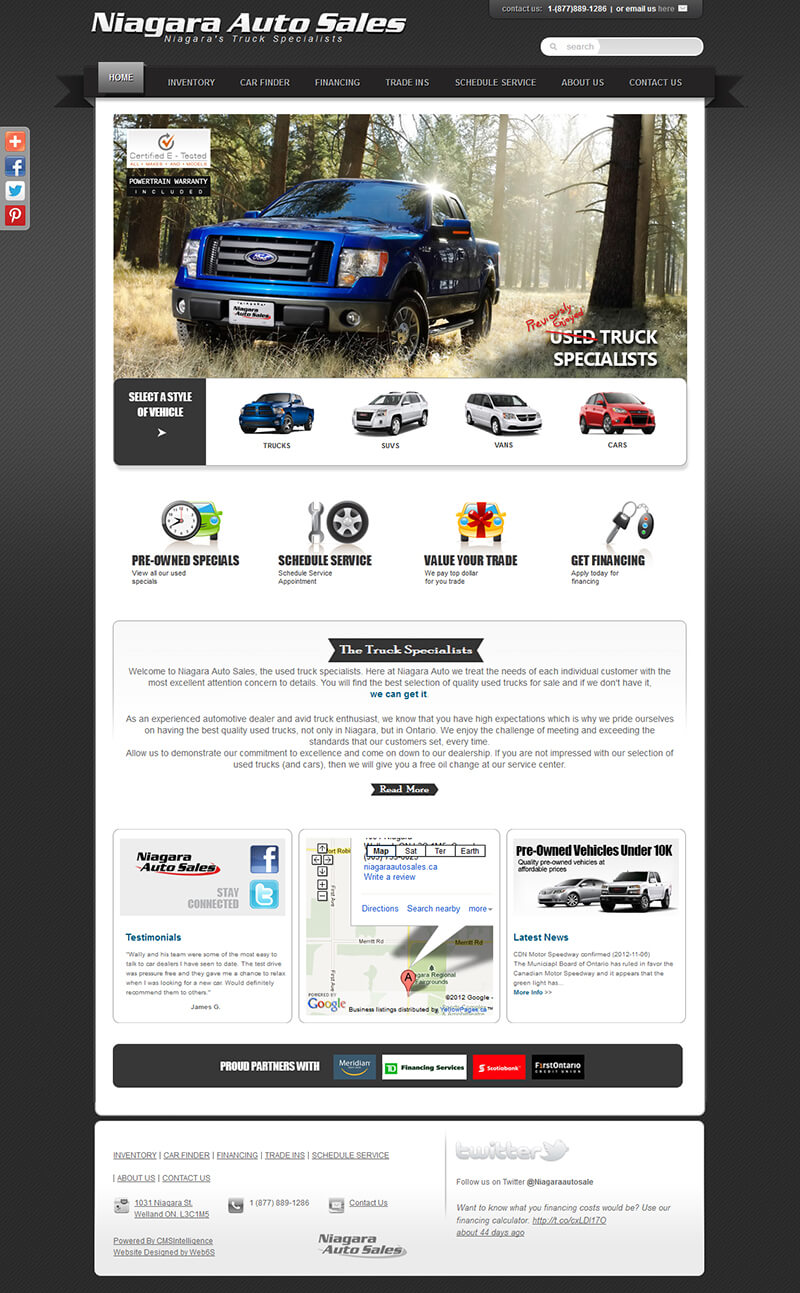 Niagara Auto Sales
Niagara's Truck Specialists
contact us: 1-(877)889-1286 | or email us here
search
HOME
INVENTORY
CAR FINDER
FINANCING
TRADE INS
SCHEDULE SERVICE
ABOUT US
CONTACT US
Certified E - Tested
ALL • MAKES • AND • MODELS
POWERTRAIN WARRANTY
INCLUDED
Ford
Niagara
Auto Sales
Previously
Enjoyed
USED TRUCK
SPECIALISTS
SELECT A STYLE
OF VEHICLE
TRUCKS
SUVS
VANS
CARS
PRE-OWNED SPECIALS
View all our used
specials
SCHEDULE SERVICE
Schedule Service
Appointment
VALUE YOUR TRADE
We pay top dollar
for you trade
GET FINANCING
Apply today for
financing
The Truck Specialists
Welcome to Niagara Auto Sales, the used truck specialists. Here at Niagara Auto we treat the needs of each individual customer with the
most excellent attention concern to details. You will find the best selection of quality used trucks for sale and if we don't have it,
we can get it.
As an experienced automotive dealer and avid truck enthusiast, we know that you have high expectations which is why we pride ourselves
on having the best quality used trucks, not only in Niagara, but in Ontario. We enjoy the challenge of meeting and exceeding the
standards that our customers set, every time.
Allow us to demonstrate our commitment to excellence and come on down to our dealership. If you are not impressed with our selection of
used trucks (and cars), then we will give you a free oil change at our service center.
Read More
Niagara
Auto Sales
STAY
CONNECTED
Testimonials
"Wally and his team were some of the most easy to
talk to car dealers I have seen to date. The test drive
was pressure free and they gave me a chance to relax
when I was looking for a new car. Would definitely
recommend them to others."
James G.
Map
Sat
Ter
Earth
niagaraautosales.ca
Write a review
Directions
Search nearby
more
First Ave
First Ave
Merritt Rd
Merritt Rd
agara Regional
Fairgrounds
A
POWERED BY
Google
©2012 Google -
Business listings distributed by YellowPages.ca™
Pre-Owned Vehicles Under 10K
Quality pre-owned vehicles at
affordable prices
Latest News
CDN Motor Speedway confirmed (2012-11-06)
The Municiapl Board of Ontario has ruled in favor the
Canadian Motor Speedway and it appears that the
green light has...
More Info >>
PROUD PARTNERS WITH
Meridian
TD Financing Services
Scotiabank
FirstOntario
CREDIT UNION
INVENTORY | CAR FINDER | FINANCING | TRADE INS | SCHEDULE SERVICE
| ABOUT US | CONTACT US
1031 Niagara St.
Welland ON. L3C1M5
1 (877) 889-1286
Contact Us
Powered By CMSIntelligence
Website Designed by Web6S
Niagara
Auto Sales
twitter
Follow us on Twitter @Niagaraautosale
Want to know what you financing costs would be? Use our
financing calculator. http://t.co/cxLDl17O
about 44 days ago